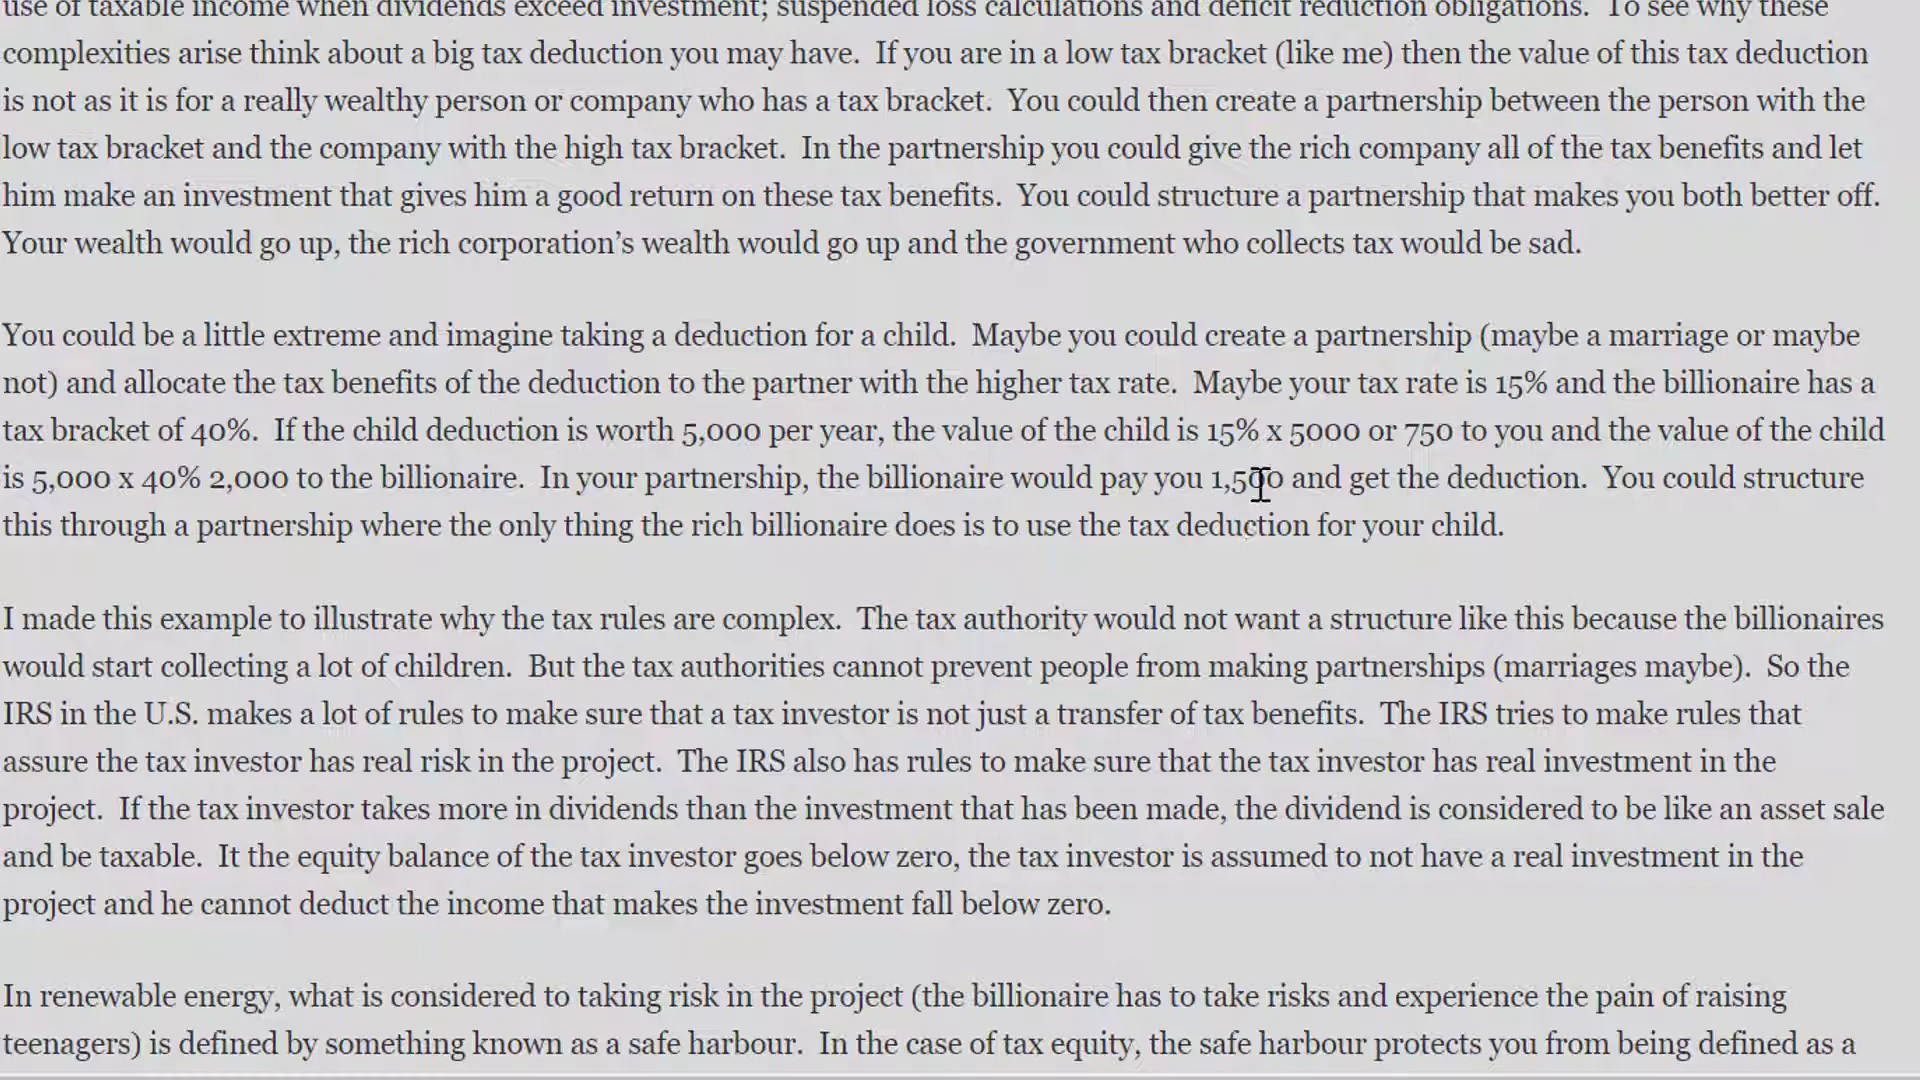 use of taxable income when dividends exceed investment; suspended loss calculations and deficit reduction obligations.  To see why these
complexities arise think about a big tax deduction you may have.  If you are in a low tax bracket (like me) then the value of this tax deduction
is not as it is for a really wealthy person or company who has a tax bracket.  You could then create a partnership between the person with the
low tax bracket and the company with the high tax bracket.  In the partnership you could give the rich company all of the tax benefits and let
him make an investment that gives him a good return on these tax benefits.  You could structure a partnership that makes you both better off.
Your wealth would go up, the rich corporation’s wealth would go up and the government who collects tax would be sad.
You could be a little extreme and imagine taking a deduction for a child.  Maybe you could create a partnership (maybe a marriage or maybe
not) and allocate the tax benefits of the deduction to the partner with the higher tax rate.  Maybe your tax rate is 15% and the billionaire has a
tax bracket of 40%.  If the child deduction is worth 5,000 per year, the value of the child is 15% x 5000 or 750 to you and the value of the child
is 5,000 x 40% 2,000 to the billionaire.  In your partnership, the billionaire would pay you 1,500 and get the deduction.  You could structure
this through a partnership where the only thing the rich billionaire does is to use the tax deduction for your child.
I made this example to illustrate why the tax rules are complex.  The tax authority would not want a structure like this because the billionaires
would start collecting a lot of children.  But the tax authorities cannot prevent people from making partnerships (marriages maybe).  So the
IRS in the U.S. makes a lot of rules to make sure that a tax investor is not just a transfer of tax benefits.  The IRS tries to make rules that
assure the tax investor has real risk in the project.  The IRS also has rules to make sure that the tax investor has real investment in the
project.  If the tax investor takes more in dividends than the investment that has been made, the dividend is considered to be like an asset sale
and be taxable.  It the equity balance of the tax investor goes below zero, the tax investor is assumed to not have a real investment in the
project and he cannot deduct the income that makes the investment fall below zero.
In renewable energy, what is considered to taking risk in the project (the billionaire has to take risks and experience the pain of raising
teenagers) is defined by something known as a safe harbour.  In the case of tax equity, the safe harbour protects you from being defined as a